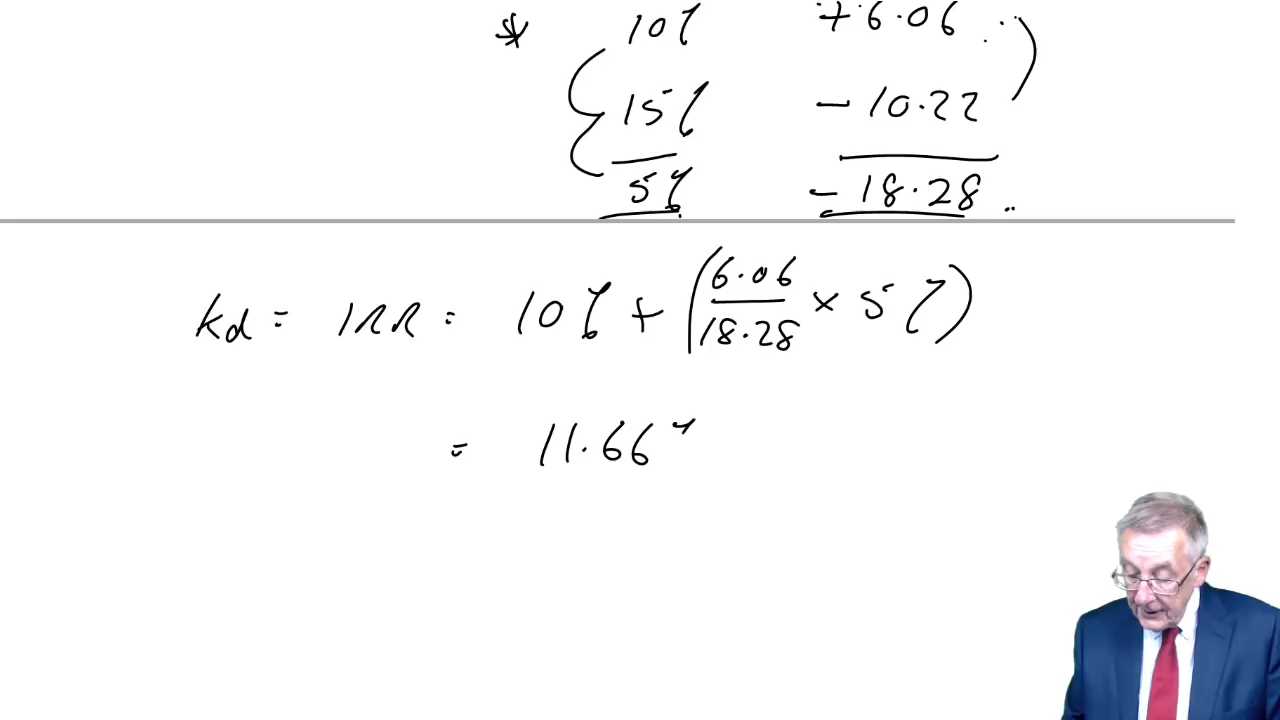 * 10% + 6.06
15% - 10.22
5% - 18.28
kd = IRR = 10% + (6.06/18.28 × 5%)
= 11.66%